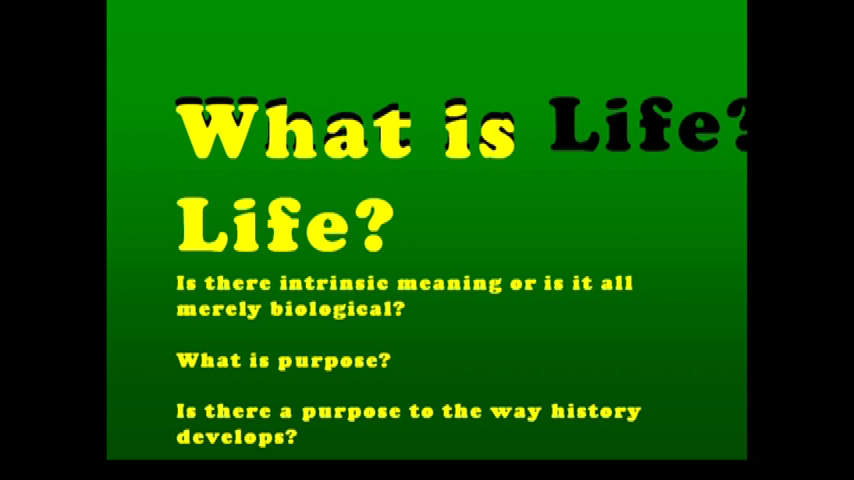 What is Life?
Life?
Is there intrinsic meaning or is it all
merely biological?
What is purpose?
Is there a purpose to the way history
develops?